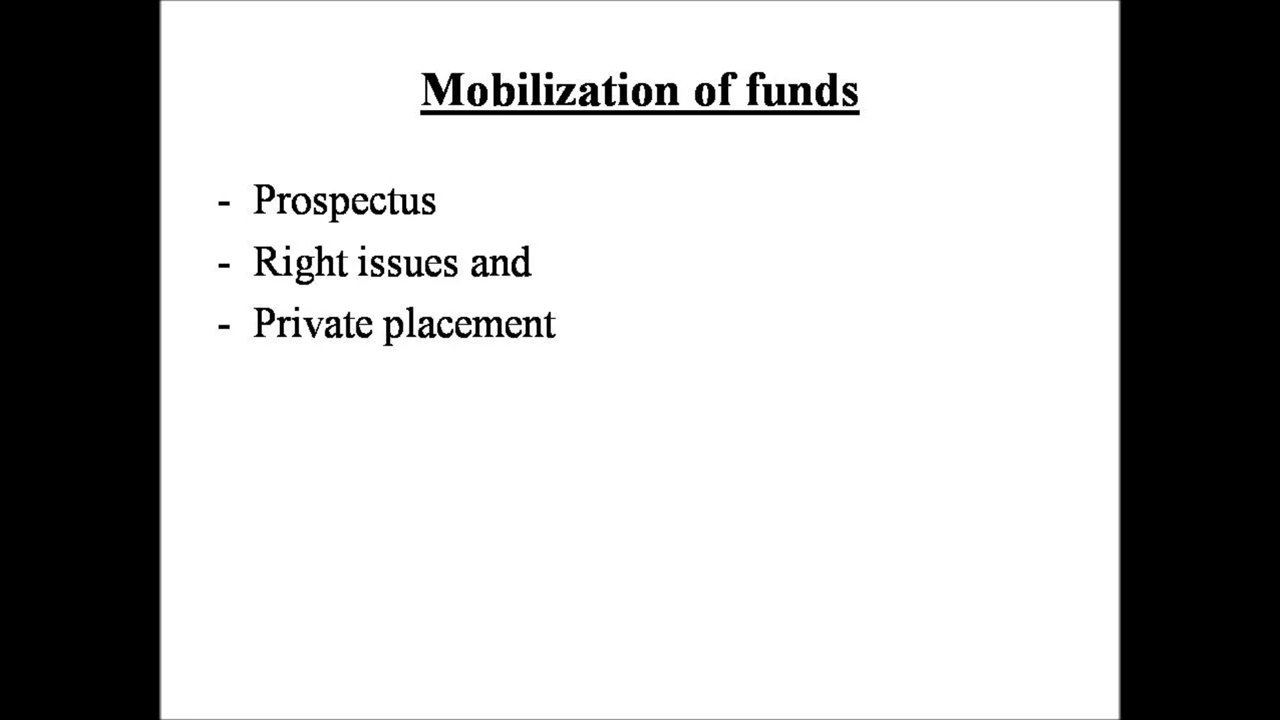 Mobilization of funds
- Prospectus
- Right issues and
- Private placement